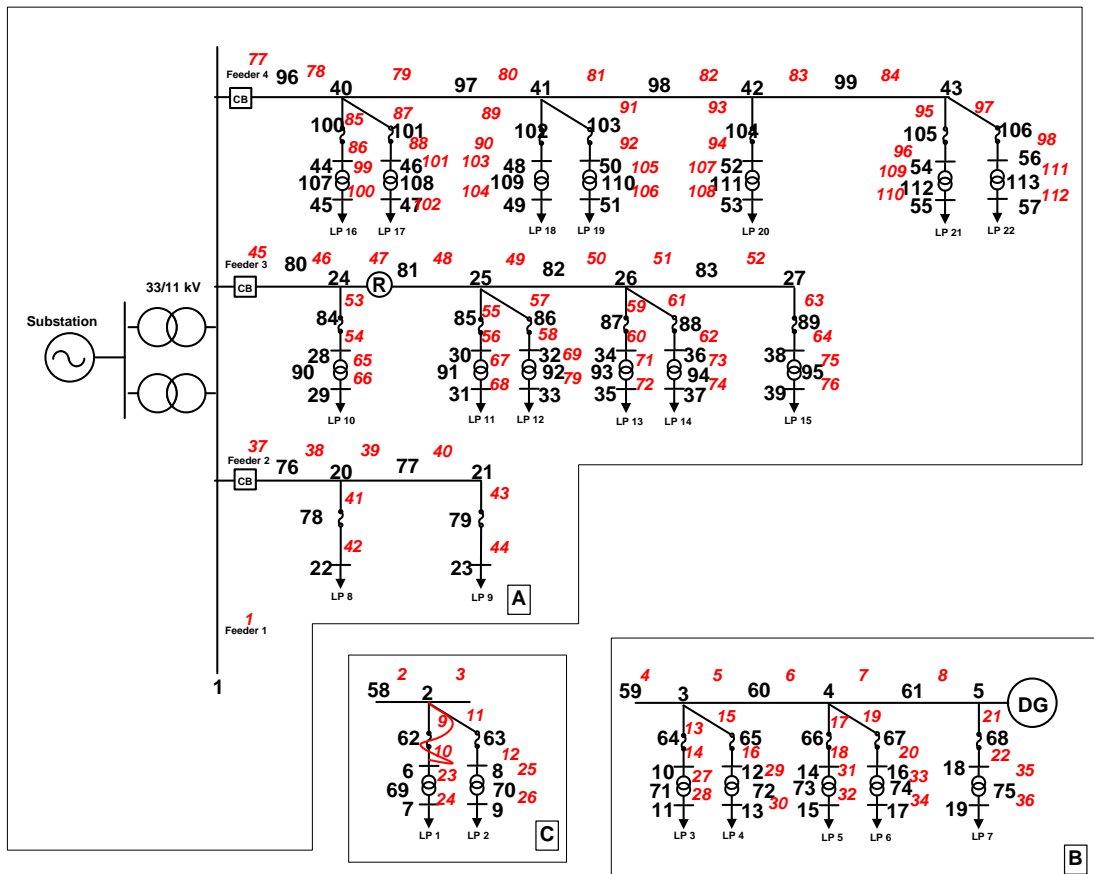 77 78 79 80 81 82 83 84
Feeder 4 96 40 97 41 98 42 99 43
CB
85 87 89 91 93 95 97
100 101 102 103 104 105 106
86 88 90 92 94 96 98
44 99 46 101 103 48 50 105 107 52 54 56 111
107 108 109 110 111 109 112 113
100 104 106 108 110 112
45 47 102 49 51 53 55 57
LP 16 LP 17 LP 18 LP 19 LP 20 LP 21 LP 22
45 46 47 48 49 50 51 52
Feeder 3 80 24 R 81 25 82 26 83 27
CB
33/11 kV
53 55 57 59 61 63
84 85 86 87 88 89
54 56 58 60 62 64
28 65 30 67 32 69 34 71 36 73 38 75
90 91 92 93 94 95
66 68 79 72 74 76
29 31 33 35 37 39
LP 10 LP 11 LP 12 LP 13 LP 14 LP 15
Substation
37 38 39 40
Feeder 2 76 20 77 21
CB
41 43
78 79
42 44
22 23
LP 8 LP 9
A
1
Feeder 1
1
2 3
58 2
9 11
62 63
10 12
6 23 8 25
69 70
24 26
7 9
LP 1 LP 2
C
4 5 6 7 8
59 3 60 4 61 5 DG
13 15 17 19 21
64 65 66 67 68
14 16 18 20 22
10 27 12 29 14 31 16 33 18 35
71 72 73 74 75
28 30 32 34 36
11 13 15 17 19
LP 3 LP 4 LP 5 LP 6 LP 7
B